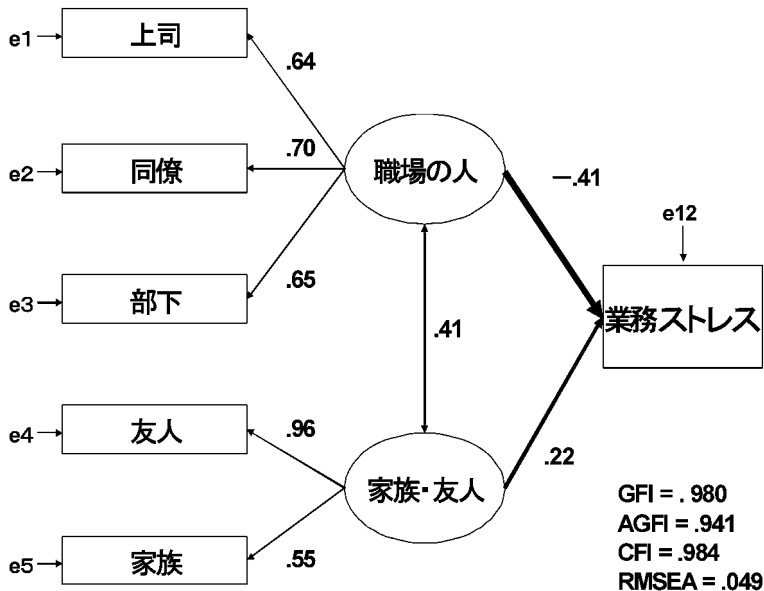 e1
上司
.64
e2
同僚
.70
職場の人
－.41
e12
e3
部下
.65
.41
業務ストレス
e4
友人
.96
家族・友人
.22
e5
家族
.55
GFI = . 980
AGFI = .941
CFI = .984
RMSEA = .049